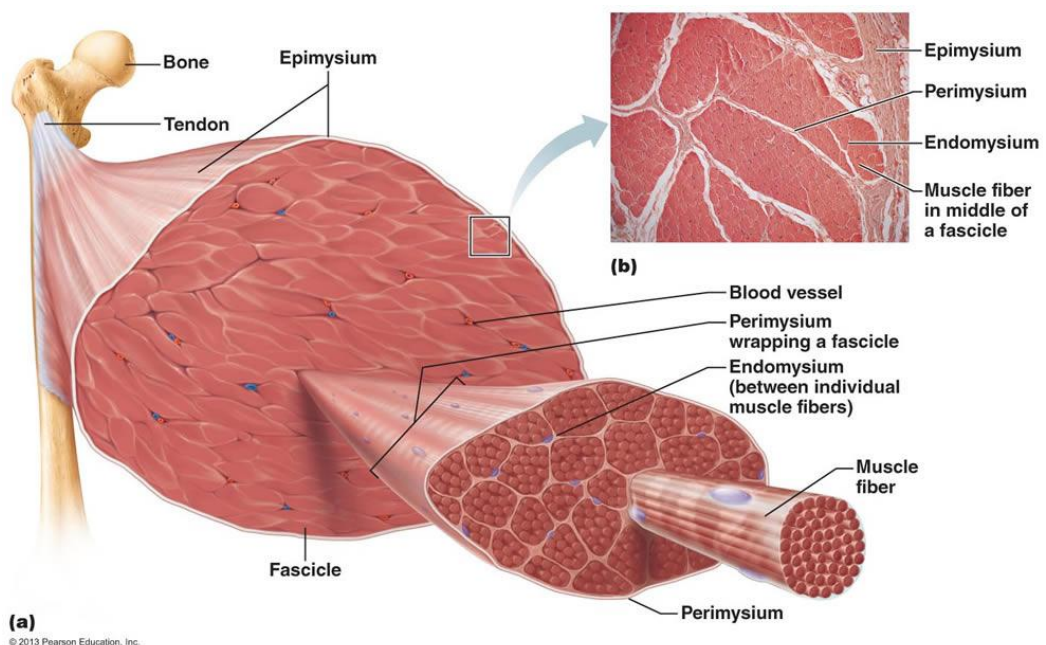 Bone
Epimysium
Tendon
Epimysium
Perimysium
Endomysium
Muscle fiber
in middle of
a fascicle
(b)
Blood vessel
Perimysium
wrapping a fascicle
Endomysium
(between individual
muscle fibers)
Muscle
fiber
Fascicle
Perimysium
(a)
© 2013 Pearson Education, Inc.